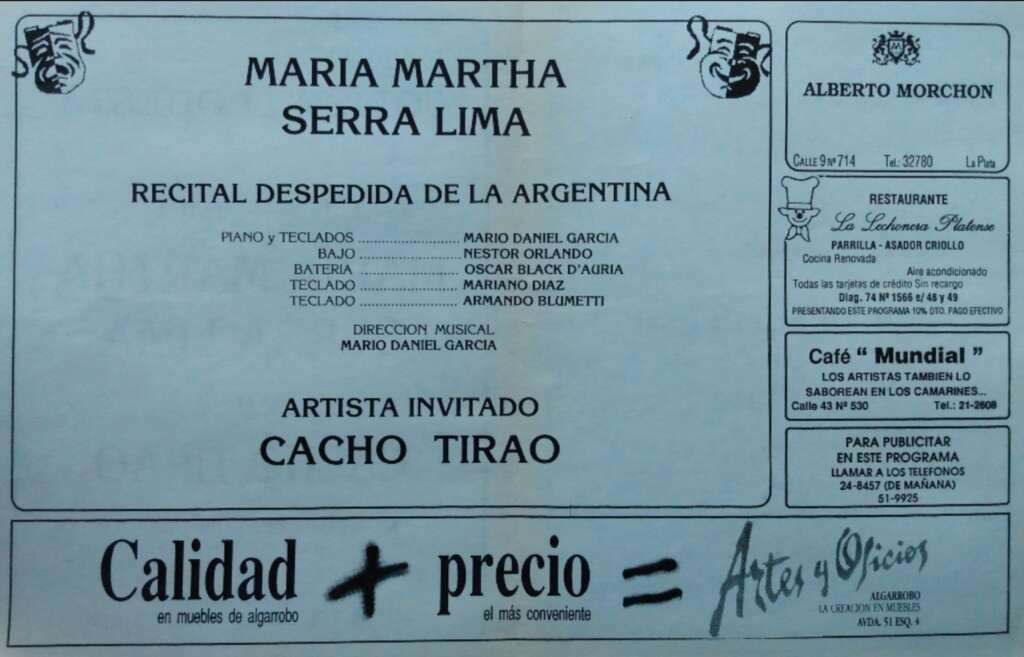 MARIA MARTHA
SERRA LIMA
RECITAL DESPEDIDA DE LA ARGENTINA
PIANO y TECLADOS ........................ MARIO DANIEL GARCIA
BAJO ........................ NESTOR ORLANDO
BATERIA ........................ OSCAR BLACK D'AURIA
TECLADO ........................ MARIANO DIAZ
TECLADO ........................ ARMANDO BLUMETTI
DIRECCION MUSICAL
MARIO DANIEL GARCIA
ARTISTA INVITADO
CACHO TIRAO
M
ALBERTO MORCHON
CALLE 9 Nº 714 TEL: 32780 LA PLATA
RESTAURANTE
La Lechonera Platense
PARRILLA - ASADOR CRIOLLO
Cocina Renovada
Aire acondicionado
Todas las tarjetas de crédito Sin recargo
Diag. 74 Nº 1566 e/ 48 y 49
PRESENTANDO ESTE PROGRAMA 10% DTO. PAGO EFECTIVO
Café " Mundial "
LOS ARTISTAS TAMBIEN LO
SABOREAN EN LOS CAMARINES...
Calle 43 Nº 530 Tel.: 21-2608
PARA PUBLICITAR
EN ESTE PROGRAMA
LLAMAR A LOS TELEFONOS
24-8457 (DE MAÑANA)
51-9925
Calidad + precio = Artes y Oficios
en muebles de algarrobo el más conveniente
ALGARROBO
LA CREACION EN MUEBLES
AVDA. 51 ESQ. 4